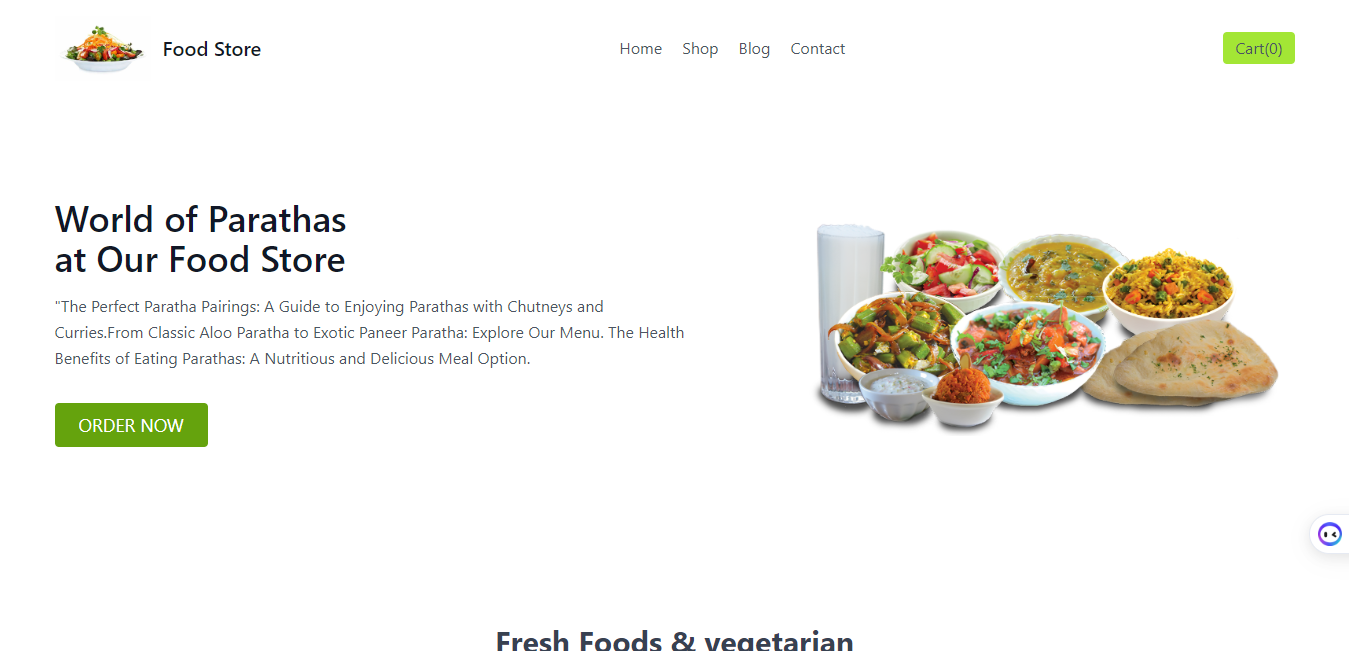 Food Store
Home Shop Blog Contact
Cart(0)
World of Parathas
at Our Food Store
"The Perfect Paratha Pairings: A Guide to Enjoying Parathas with Chutneys and
Curries.From Classic Aloo Paratha to Exotic Paneer Paratha: Explore Our Menu. The Health
Benefits of Eating Parathas: A Nutritious and Delicious Meal Option.
ORDER NOW
Fresh Foods & vegetarian